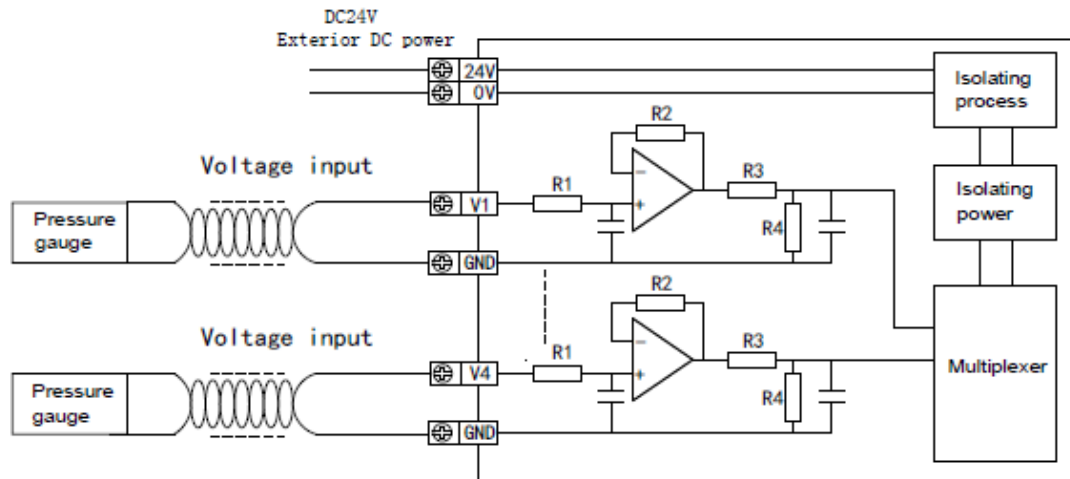 DC24V
Exterior DC power
24V
0V
Isolating
process
R2
Voltage input
R1
R3
Isolating
power
V1
Pressure
gauge
R4
GND
R2
Voltage input
R1
R3
V4
Multiplexer
Pressure
gauge
R4
GND